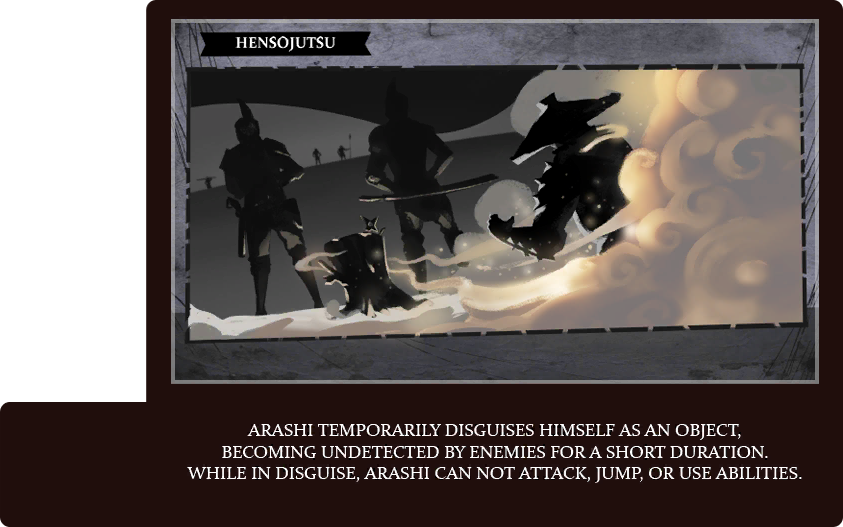 HENSOJUTSU
ARASHI TEMPORARILY DISGUISES HIMSELF AS AN OBJECT,
BECOMING UNDETECTED BY ENEMIES FOR A SHORT DURATION.
WHILE IN DISGUISE, ARASHI CAN NOT ATTACK, JUMP, OR USE ABILITIES.